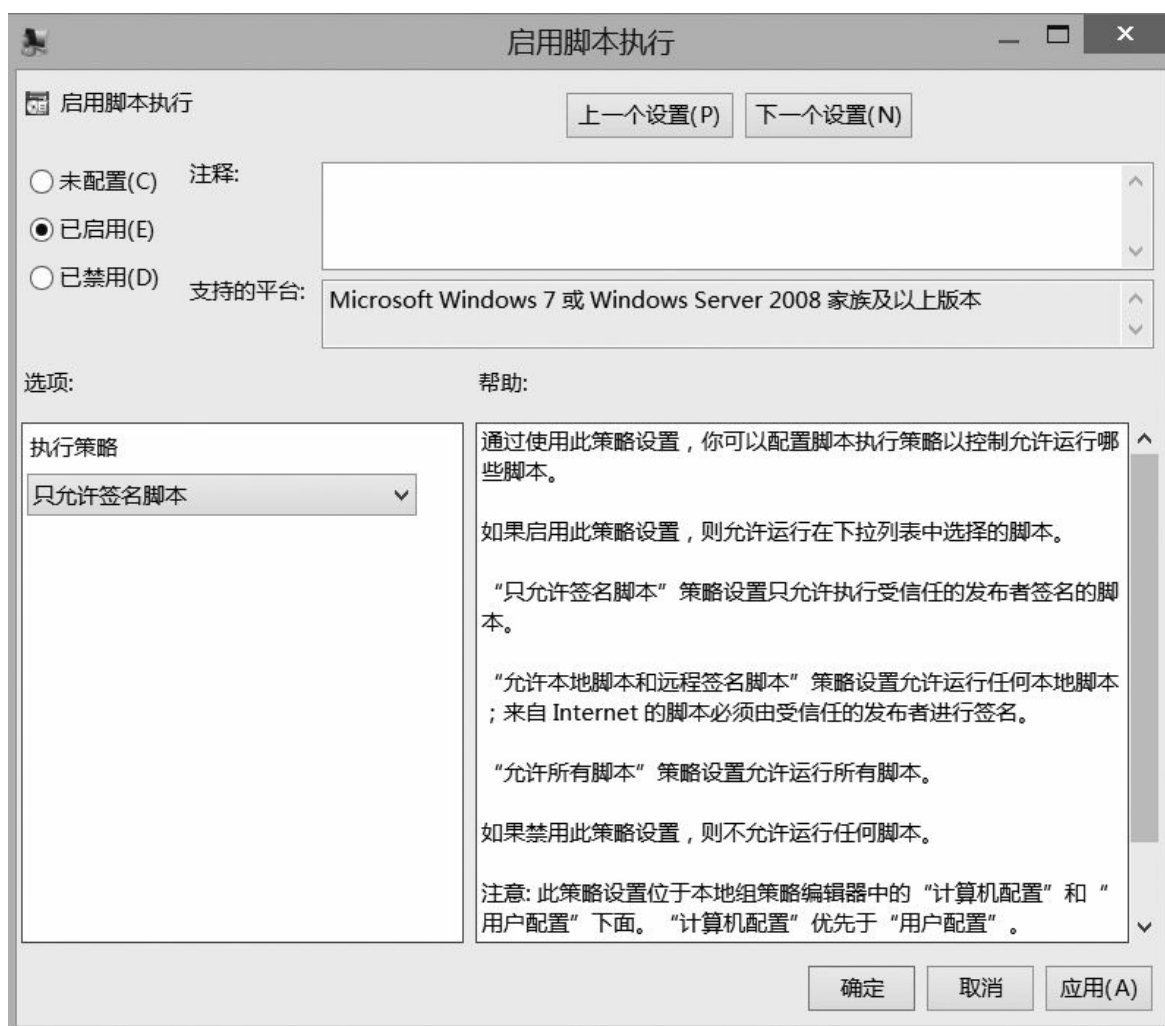 启用脚本执行
启用脚本执行
上一个设置(P)
下一个设置(N)
未配置(C)
注释:
已启用(E)
已禁用(D)
支持的平台:
Microsoft Windows 7 或 Windows Server 2008 家族及以上版本
选项:
帮助:
执行策略
只允许签名脚本
通过使用此策略设置，你可以配置脚本执行策略以控制允许运行哪
些脚本。
如果启用此策略设置，则允许运行在下拉列表中选择的脚本。
“只允许签名脚本”策略设置只允许执行受信任的发布者签名的脚
本。
“允许本地脚本和远程签名脚本”策略设置允许运行任何本地脚本
；来自 Internet 的脚本必须由受信任的发布者进行签名。
“允许所有脚本”策略设置允许运行所有脚本。
如果禁用此策略设置，则不允许运行任何脚本。
注意: 此策略设置位于本地组策略编辑器中的“计算机配置”和“
用户配置”下面。“计算机配置”优先于“用户配置”。
确定
取消
应用(A)